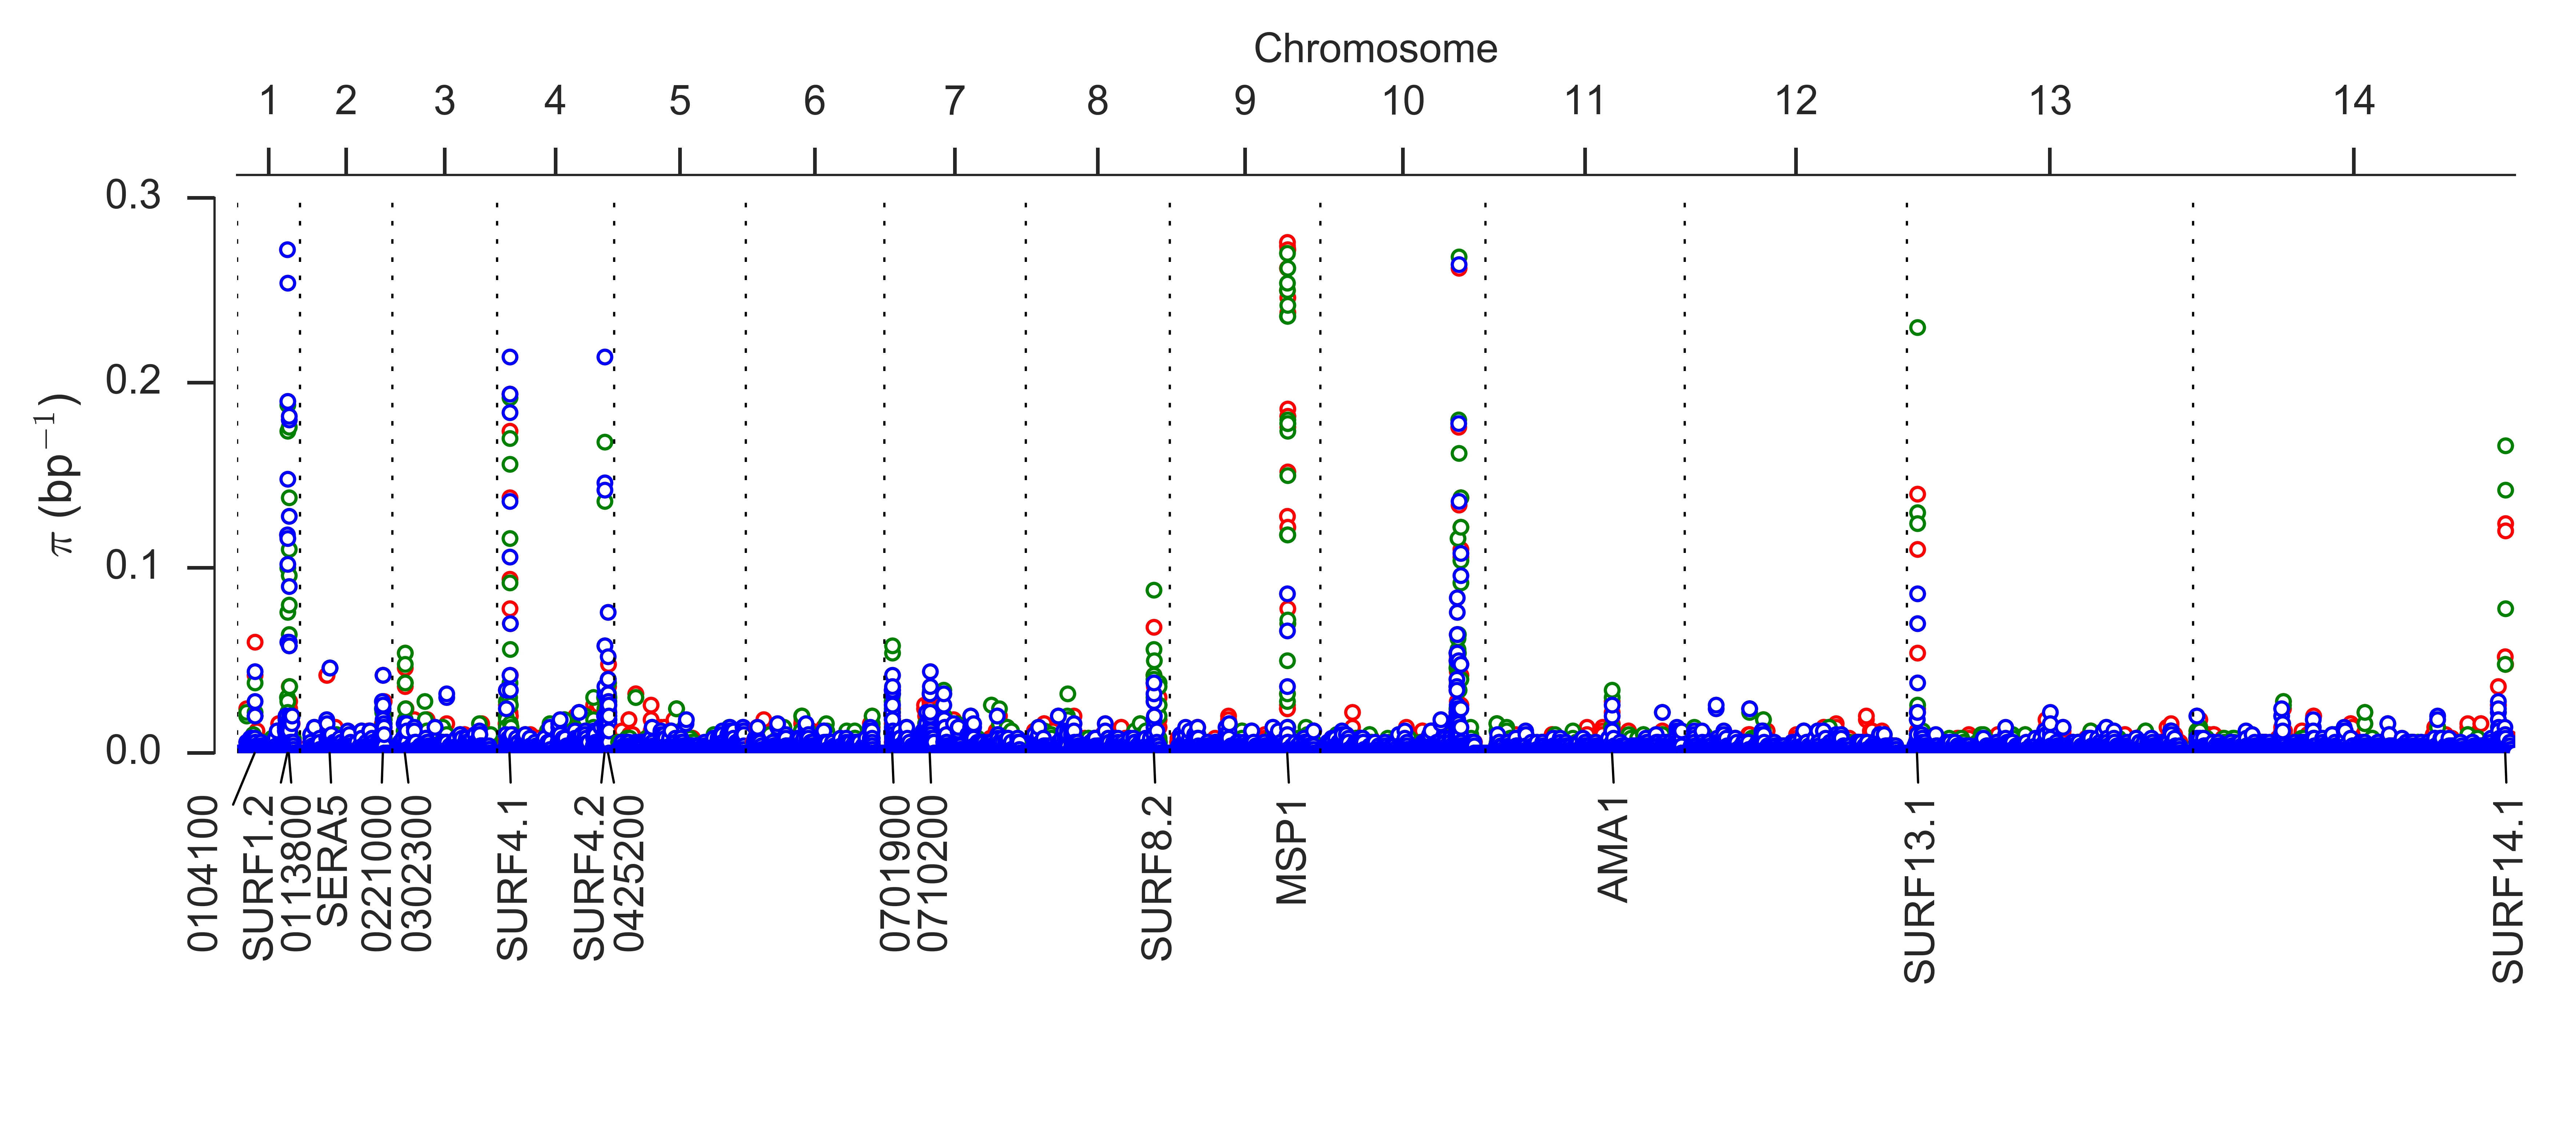 Chromosome
1 2 3 4 5 6 7 8 9 10 11 12 13 14
0.3
0.2
0.1
0.0
π (bp⁻¹)
0104100
SURF1.2
0113800
SERA5
0221000
0302300
SURF4.1
SURF4.2
0425200
0701900
0710200
SURF8.2
MSP1
AMA1
SURF13.1
SURF14.1